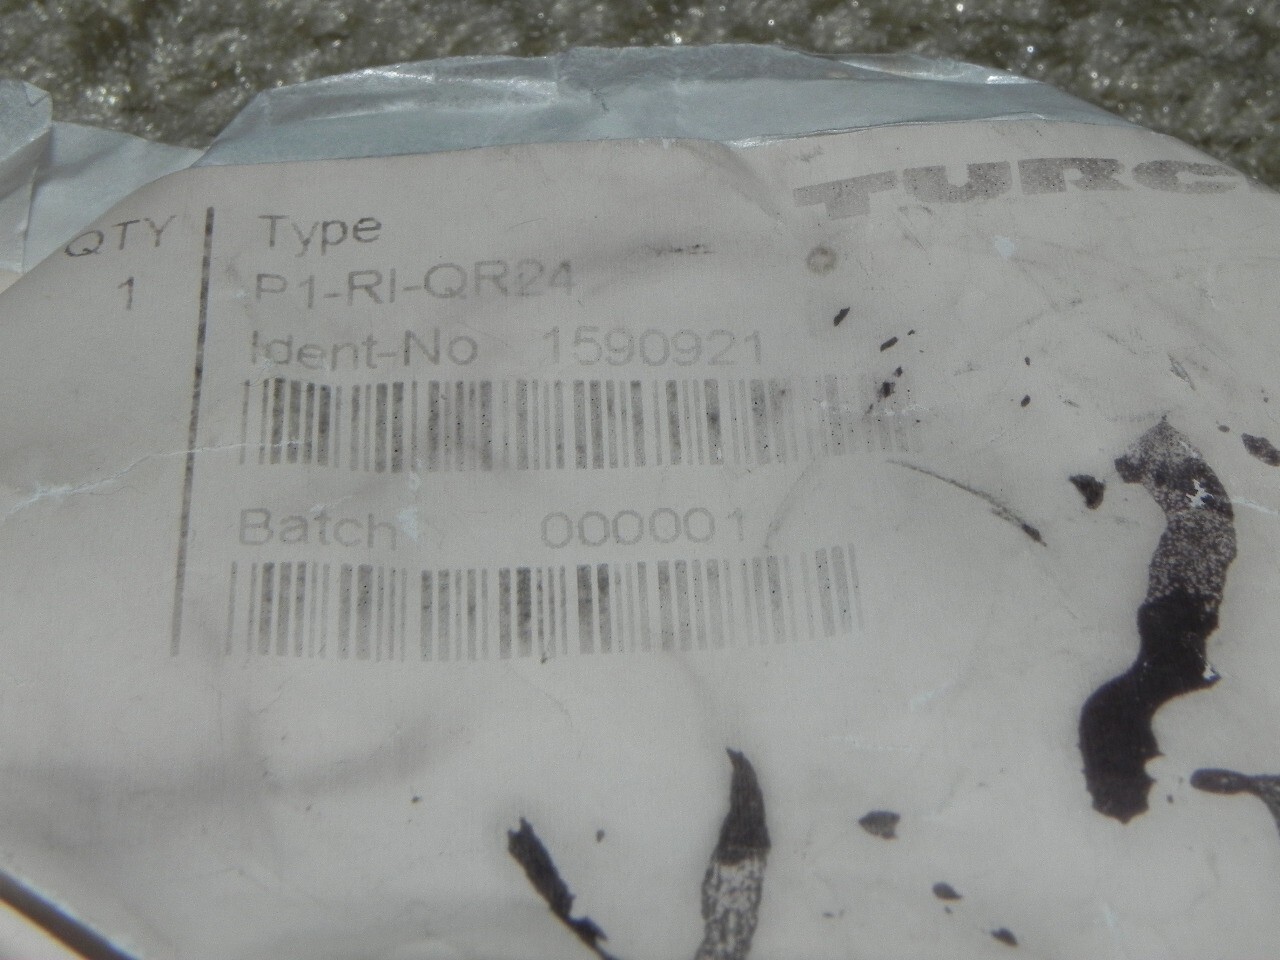 TURC
QTY Type
1 P1-RI-QR24
Ident-No 1590921
Batch 000001